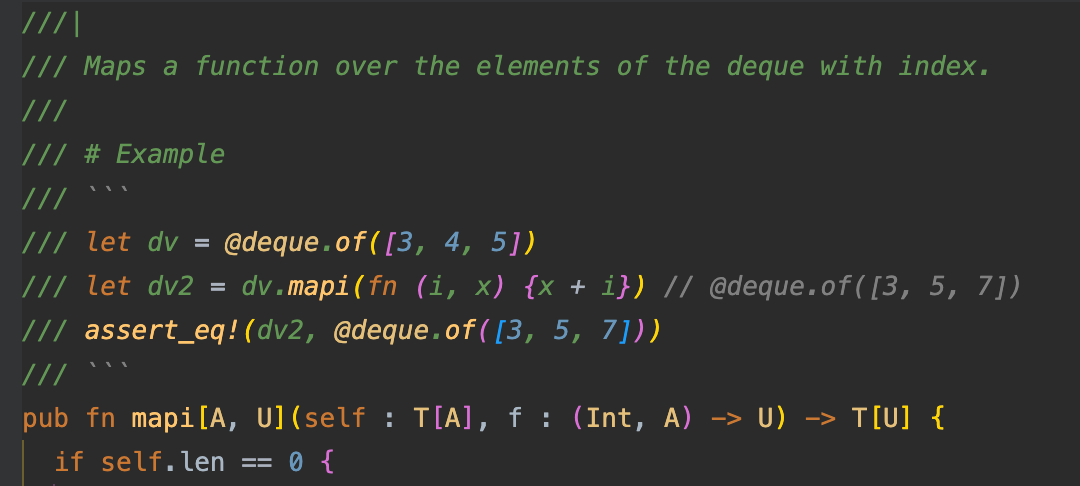 ///|
/// Maps a function over the elements of the deque with index.
///
/// # Example
/// ```
/// let dv = @deque.of([3, 4, 5])
/// let dv2 = dv.mapi(fn (i, x) {x + i}) // @deque.of([3, 5, 7])
/// assert_eq!(dv2, @deque.of([3, 5, 7]))
/// ```
pub fn mapi[A, U](self : T[A], f : (Int, A) -> U) -> T[U] {
  if self.len == 0 {